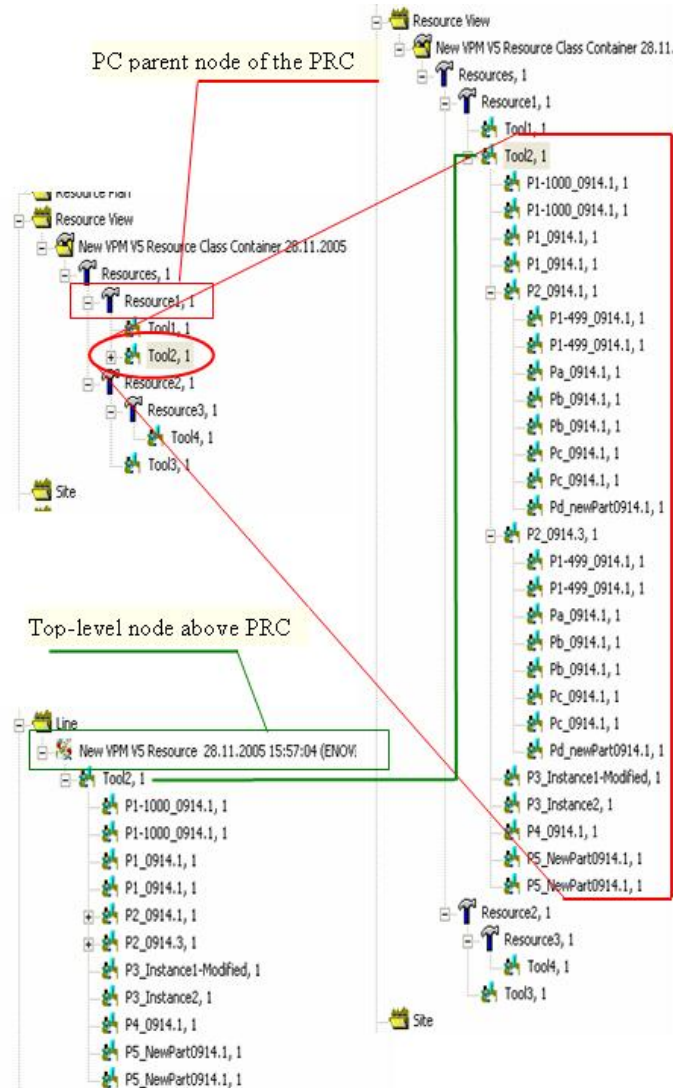 PC parent node of the PRC
Resource View
New VPM V5 Resource Class Container 28.11.
Resources, 1
Resource1, 1
Tool1, 1
Tool2, 1
P1-1000_0914.1, 1
P1-1000_0914.1, 1
P1_0914.1, 1
P1_0914.1, 1
P2_0914.1, 1
P1-499_0914.1, 1
P1-499_0914.1, 1
Pa_0914.1, 1
Pb_0914.1, 1
Pb_0914.1, 1
Pc_0914.1, 1
Pc_0914.1, 1
Pd_newPart0914.1, 1
P2_0914.3, 1
P1-499_0914.1, 1
P1-499_0914.1, 1
Pa_0914.1, 1
Pb_0914.1, 1
Pb_0914.1, 1
Pc_0914.1, 1
Pc_0914.1, 1
Pd_newPart0914.1, 1
P3_Instance1-Modified, 1
P3_Instance2, 1
P4_0914.1, 1
P5_NewPart0914.1, 1
P5_NewPart0914.1, 1
Resource2, 1
Resource3, 1
Tool4, 1
Tool3, 1
Site
Resource Plan
Resource View
New VPM V5 Resource Class Container 28.11.2005
Resources, 1
Resource1, 1
Tool1, 1
Tool2, 1
Resource2, 1
Resource3, 1
Tool4, 1
Tool3, 1
Site
Top-level node above PRC
Line
New VPM V5 Resource 28.11.2005 15:57:04 (ENOV
Tool2, 1
P1-1000_0914.1, 1
P1-1000_0914.1, 1
P1_0914.1, 1
P1_0914.1, 1
P2_0914.1, 1
P2_0914.3, 1
P3_Instance1-Modified, 1
P3_Instance2, 1
P4_0914.1, 1
P5_NewPart0914.1, 1
P5_NewPart0914.1, 1